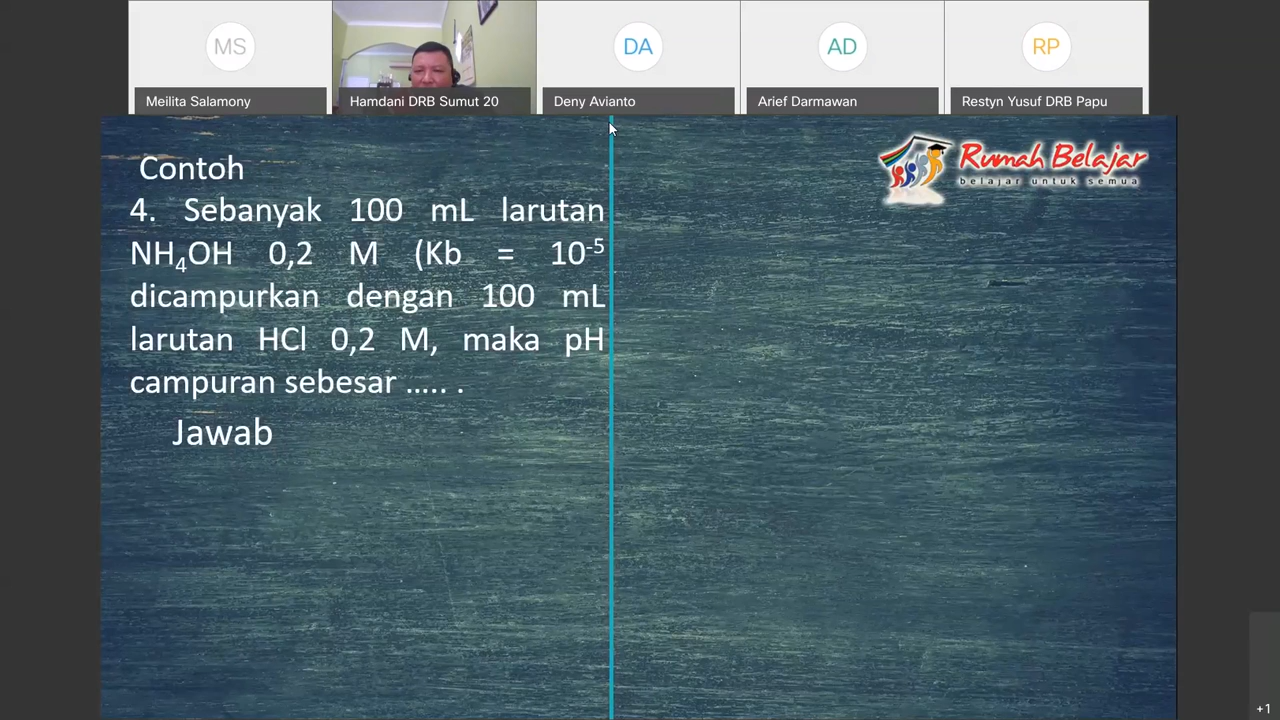 MS
DA
AD
RP
Meilita Salamony
Hamdani DRB Sumut 20
Deny Avianto
Arief Darmawan
Restyn Yusuf DRB Papu
Rumah Belajar
belajar untuk semua
Contoh
4. Sebanyak 100 mL larutan
NH₄OH 0,2 M (Kb = 10⁻⁵
dicampurkan dengan 100 mL
larutan HCl 0,2 M, maka pH
campuran sebesar ..... .
Jawab
+1